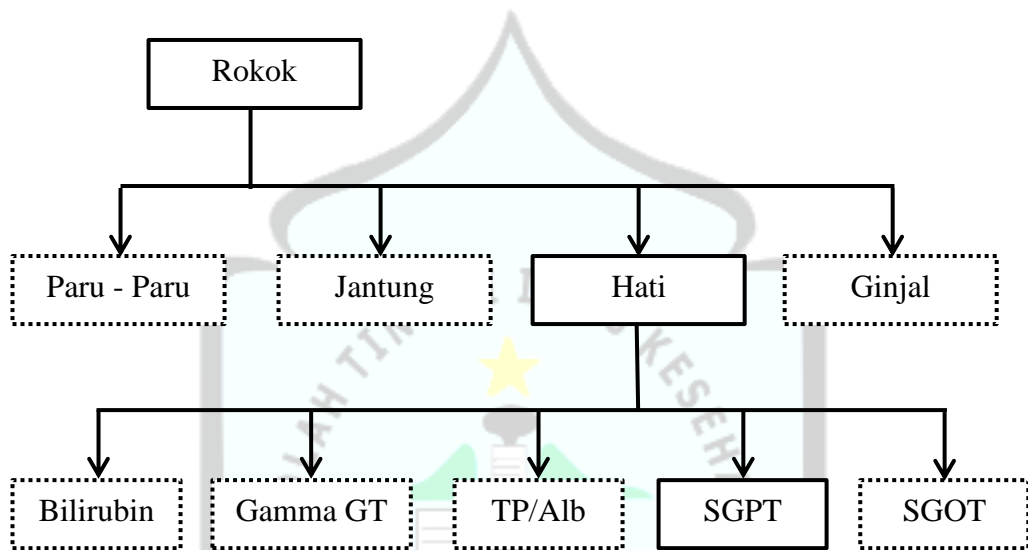 Rokok
Paru - Paru
Jantung
Hati
Ginjal
Bilirubin
Gamma GT
TP/Alb
SGPT
SGOT